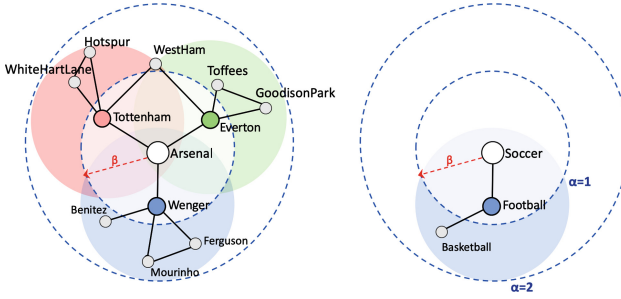 Hotspur
WestHam
WhiteHartLane
Toffees
GoodisonPark
Tottenham
Everton
Arsenal
β
Wenger
Benitez
Ferguson
Mourinho
Soccer
β
α=1
Football
Basketball
α=2